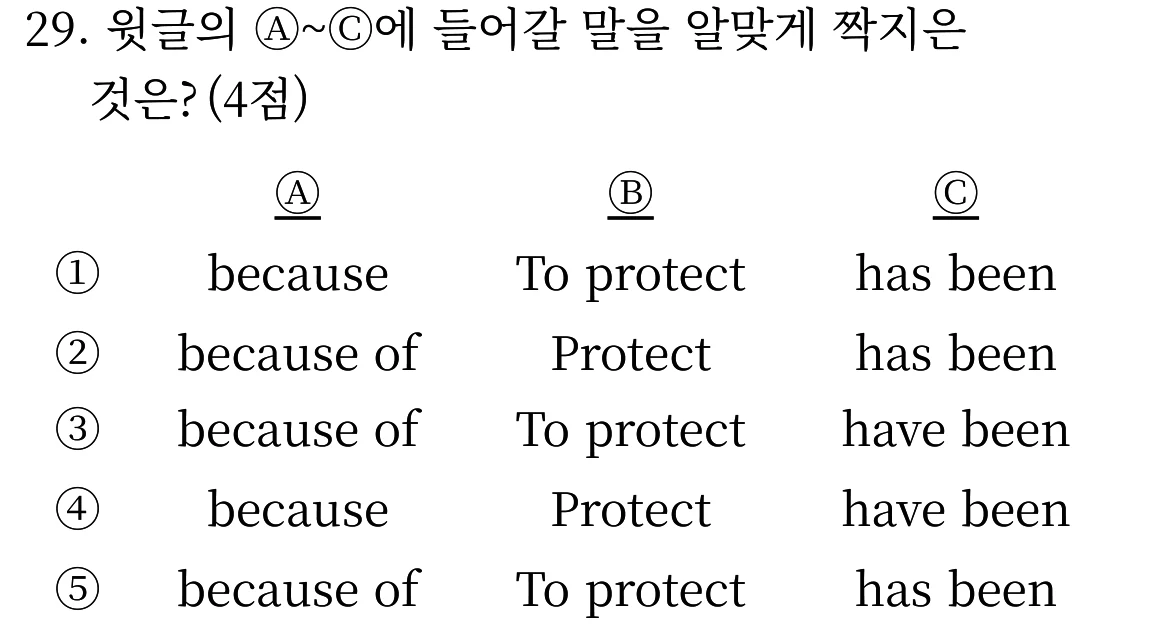 29. 윗글의 Ⓐ~Ⓒ에 들어갈 말을 알맞게 짝지은
것은? (4점)
Ⓐ Ⓑ Ⓒ
① because To protect has been
② because of Protect has been
③ because of To protect have been
④ because Protect have been
⑤ because of To protect has been